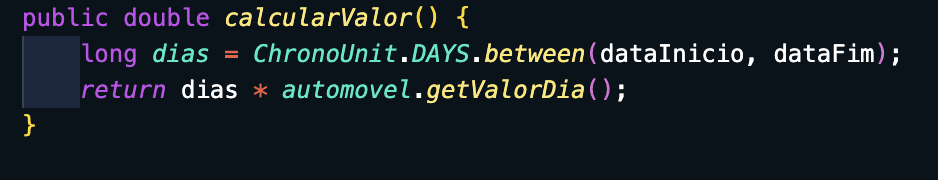 public double calcularValor() {
    long dias = ChronoUnit.DAYS.between(dataInicio, dataFim);
    return dias * automovel.getValorDia();
}